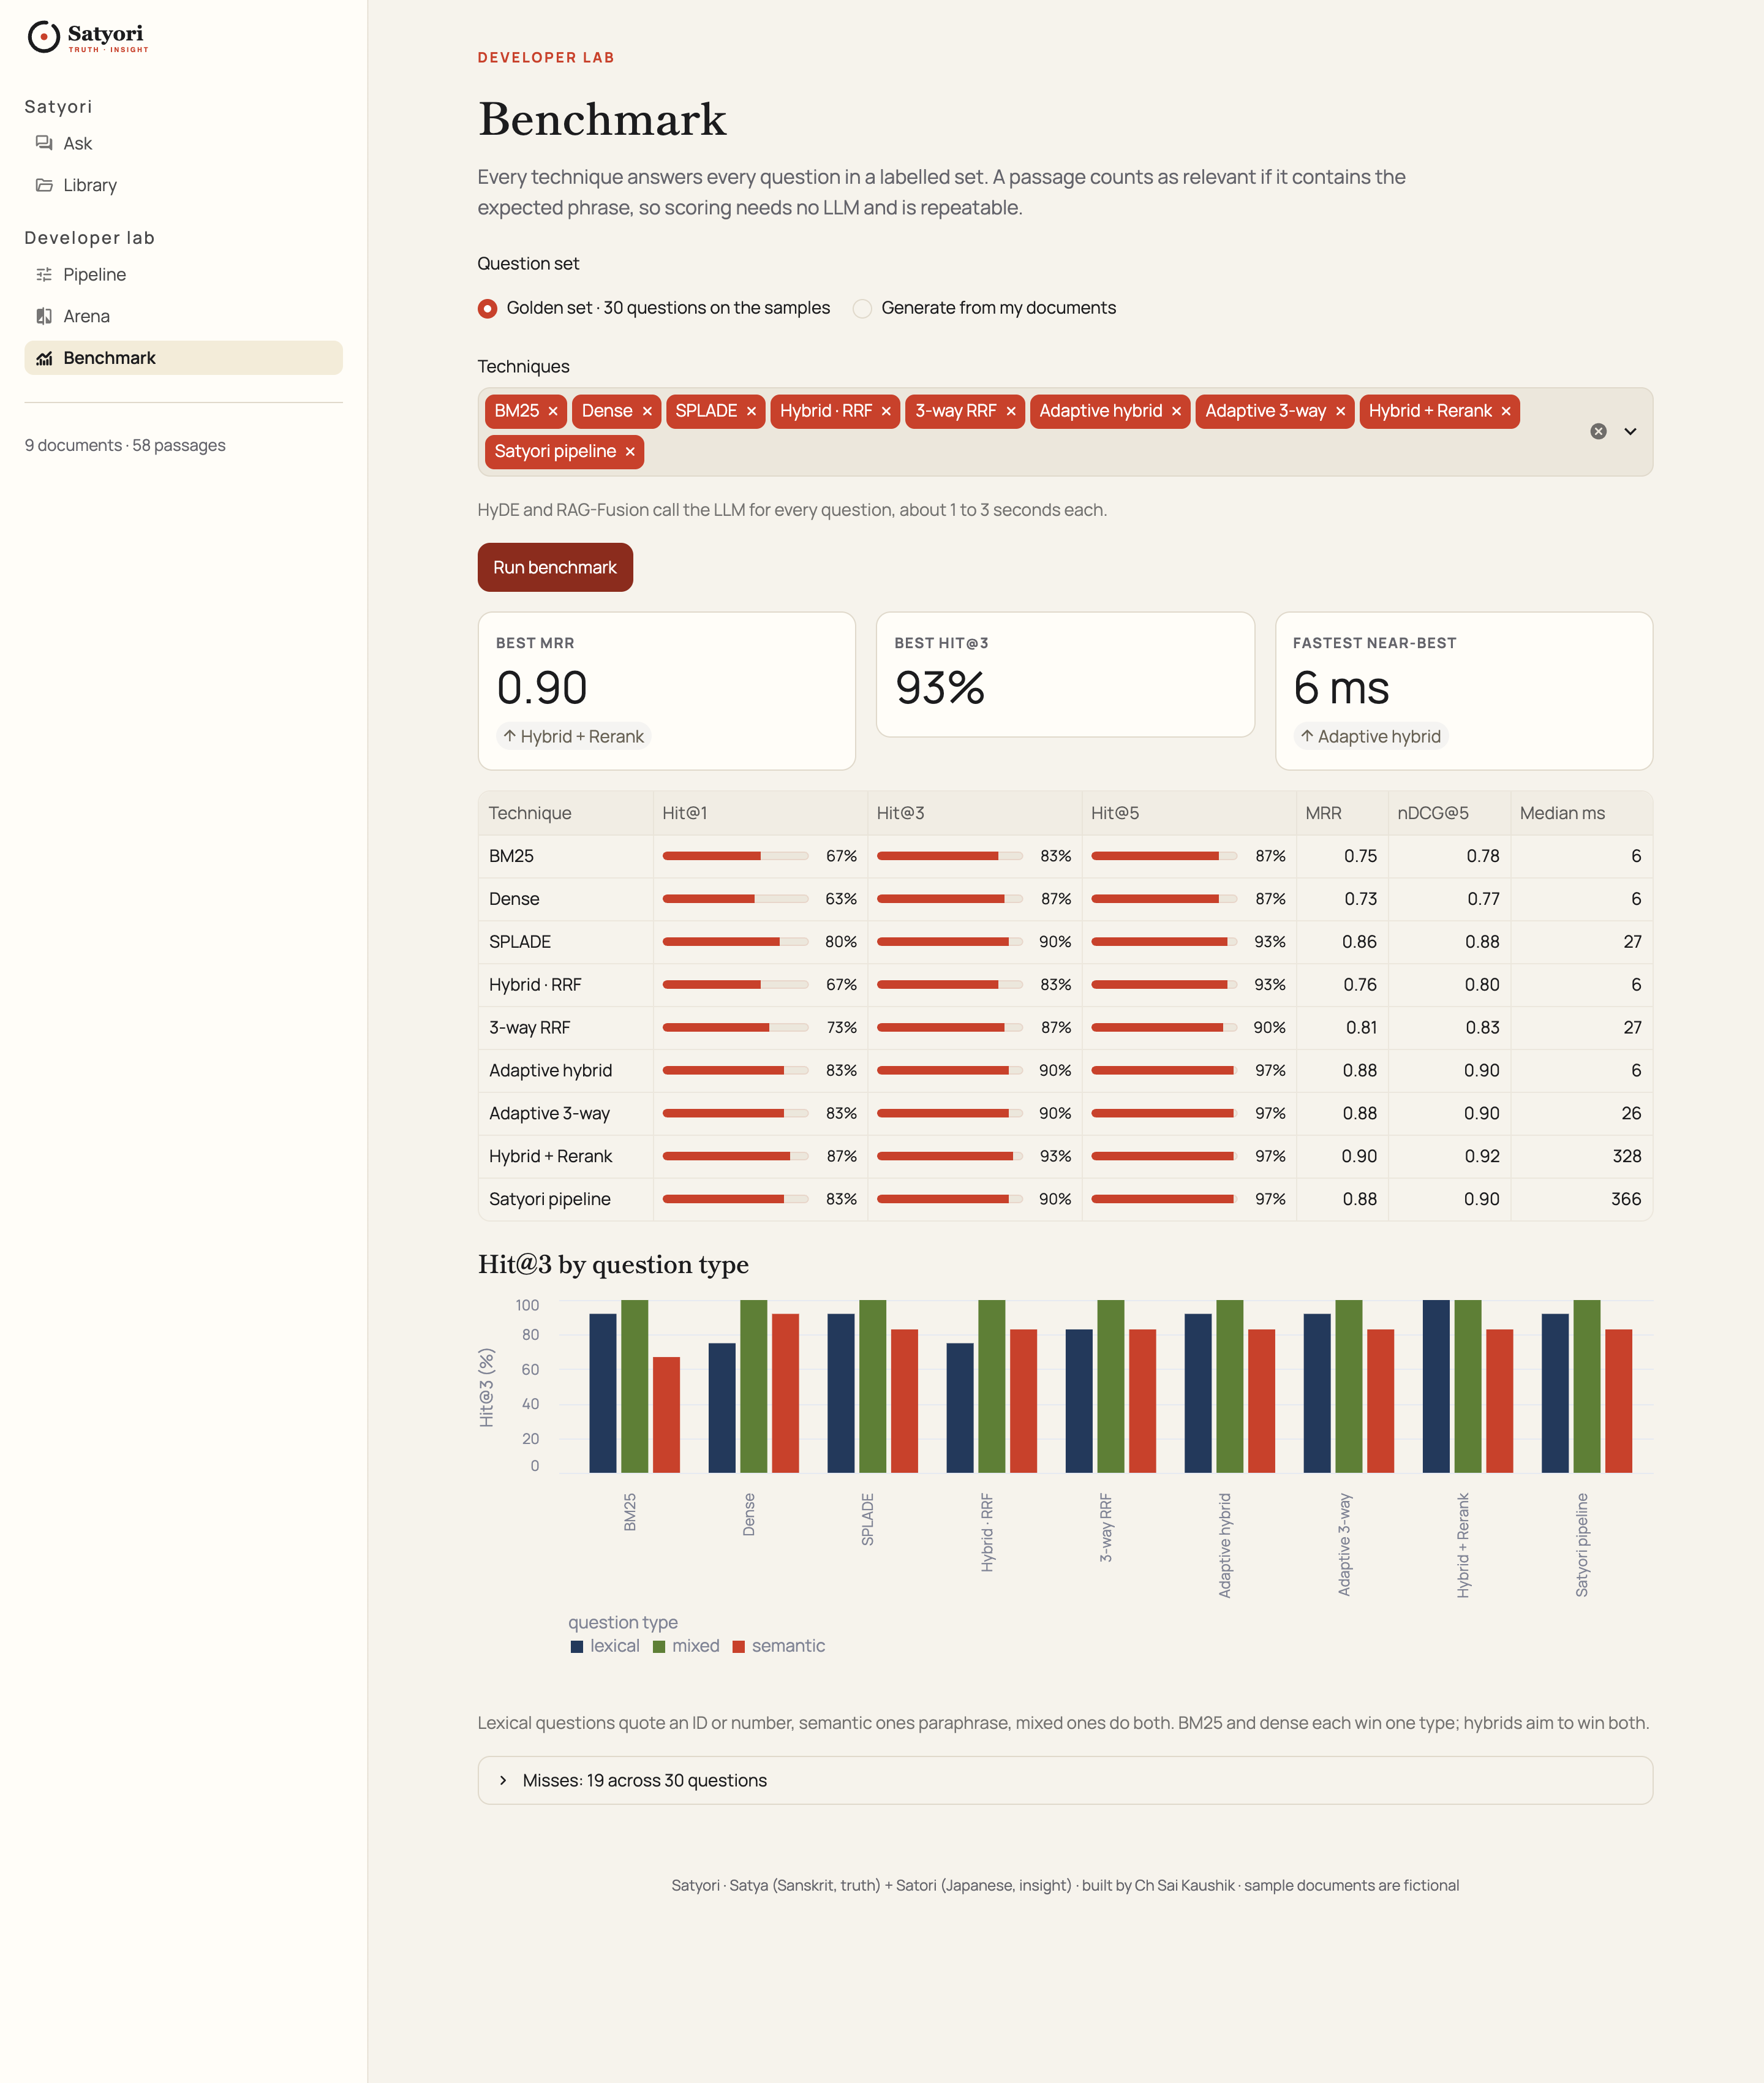 Satyori
TRUTH · INSIGHT
Satyori
Ask
Library
Developer lab
Pipeline
Arena
Benchmark
9 documents · 58 passages
DEVELOPER LAB
Benchmark
Every technique answers every question in a labelled set. A passage counts as relevant if it contains the
expected phrase, so scoring needs no LLM and is repeatable.
Question set
Golden set · 30 questions on the samples Generate from my documents
Techniques
BM25 × Dense × SPLADE × Hybrid · RRF × 3-way RRF × Adaptive hybrid × Adaptive 3-way × Hybrid + Rerank ×
Satyori pipeline ×
HyDE and RAG-Fusion call the LLM for every question, about 1 to 3 seconds each.
Run benchmark
BEST MRR
0.90
↑ Hybrid + Rerank
BEST HIT@3
93%
FASTEST NEAR-BEST
6 ms
↑ Adaptive hybrid
Technique Hit@1 Hit@3 Hit@5 MRR nDCG@5 Median ms
BM25 67% 83% 87% 0.75 0.78 6
Dense 63% 87% 87% 0.73 0.77 6
SPLADE 80% 90% 93% 0.86 0.88 27
Hybrid · RRF 67% 83% 93% 0.76 0.80 6
3-way RRF 73% 87% 90% 0.81 0.83 27
Adaptive hybrid 83% 90% 97% 0.88 0.90 6
Adaptive 3-way 83% 90% 97% 0.88 0.90 26
Hybrid + Rerank 87% 93% 97% 0.90 0.92 328
Satyori pipeline 83% 90% 97% 0.88 0.90 366
Hit@3 by question type
Hit@3 (%)
100
80
60
40
20
0
BM25
Dense
SPLADE
Hybrid · RRF
3-way RRF
Adaptive hybrid
Adaptive 3-way
Hybrid + Rerank
Satyori pipeline
question type
lexical mixed semantic
Lexical questions quote an ID or number, semantic ones paraphrase, mixed ones do both. BM25 and dense each win one type; hybrids aim to win both.
Misses: 19 across 30 questions
Satyori · Satya (Sanskrit, truth) + Satori (Japanese, insight) · built by Ch Sai Kaushik · sample documents are fictional